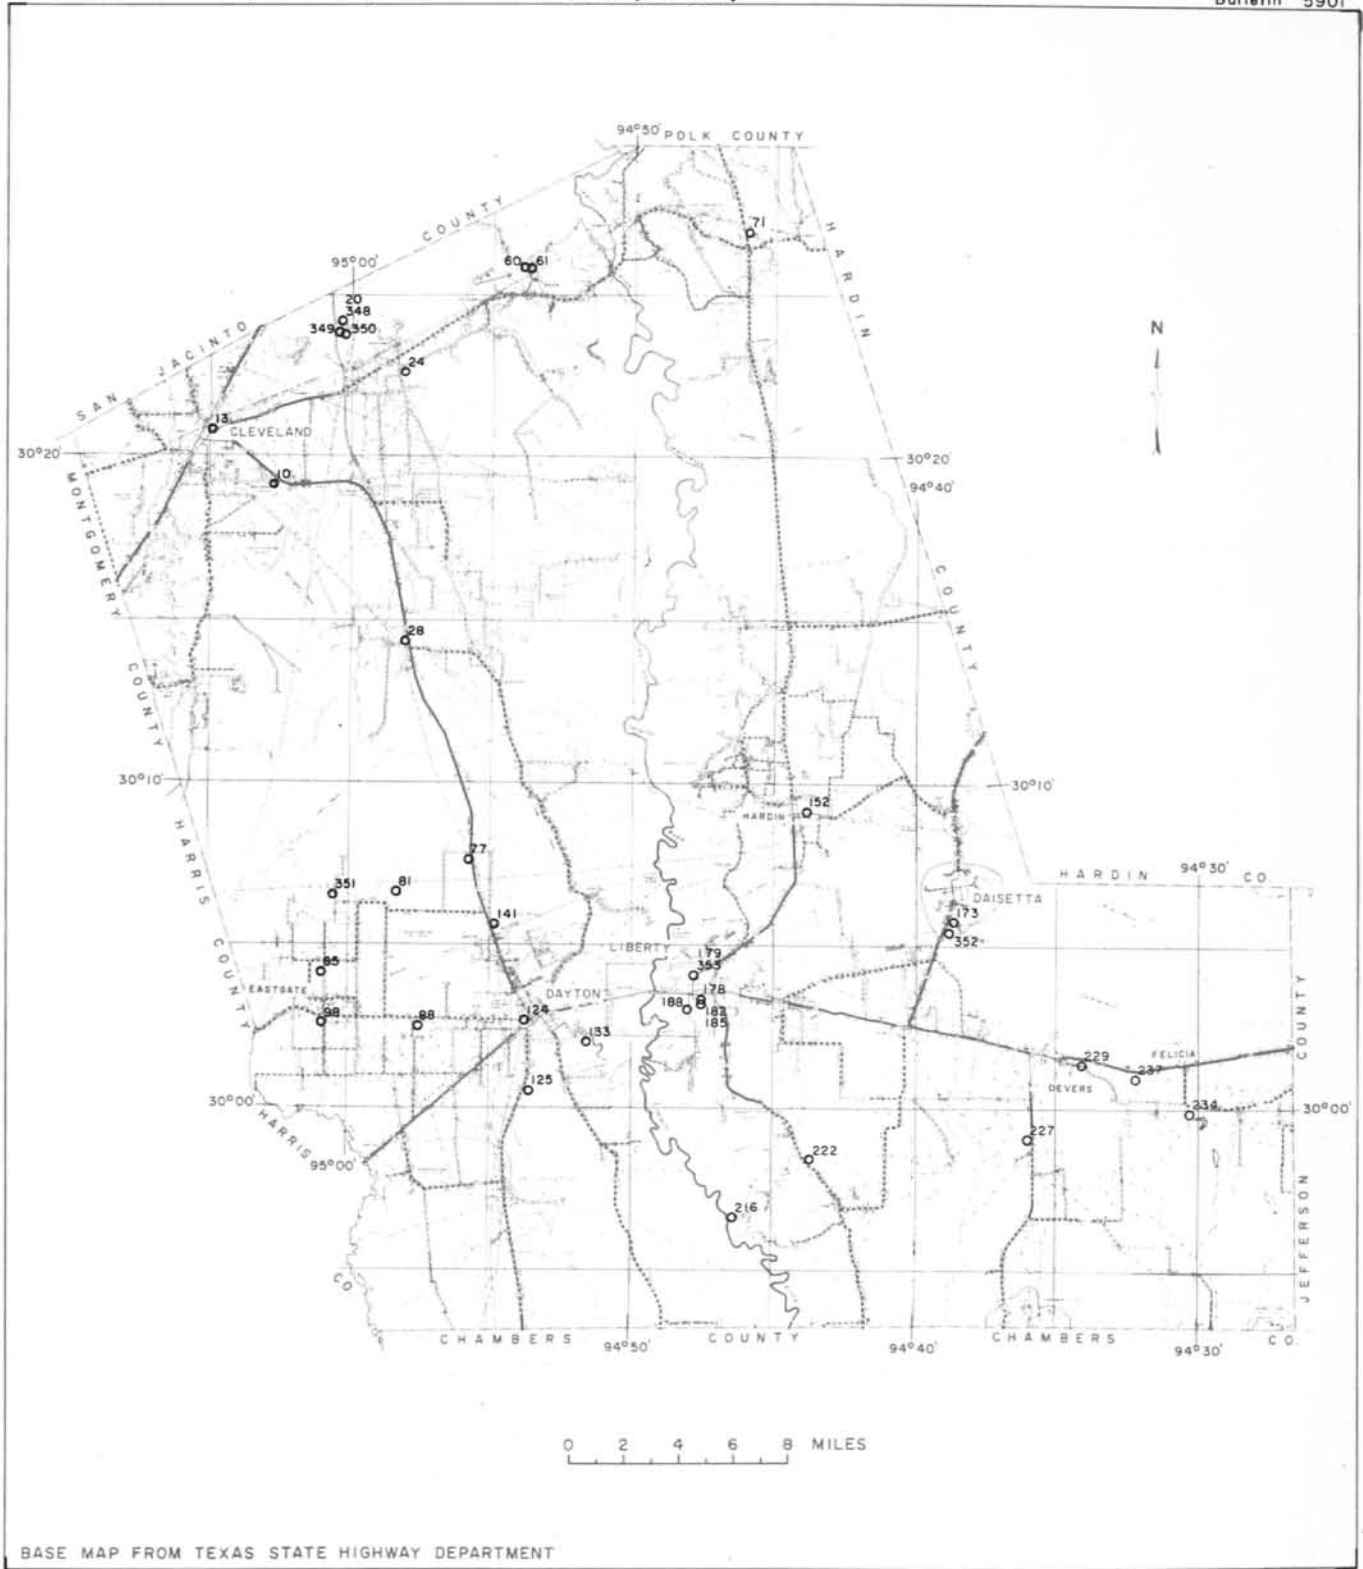 Bulletin 5901
94°50'
POLK COUNTY
71
HARDIN
COUNTY
60 61
95°00'
20
348
349 350
SAN JACINTO
COUNTY
24
13
CLEVELAND
30°20'
30°20'
94°40'
10
N
MONTGOMERY
COUNTY
28
30°10'
30°10'
152
HARDIN
HARRIS
COUNTY
77
HARDIN CO.
94°30'
351
81
DAISETTA
173
141
352
LIBERTY
179
353
85
EASTGATE
DAYTON
178
188
182
185
98
88
124
133
229
FELICIA
237
DEVERS
125
30°00'
30°00'
234
HARRIS
CO.
227
95°00'
222
216
COUNTY
JEFFERSON
CHAMBERS
COUNTY
CHAMBERS
CO.
94°50'
94°40'
94°30'
0 2 4 6 8 MILES
BASE MAP FROM TEXAS STATE HIGHWAY DEPARTMENT